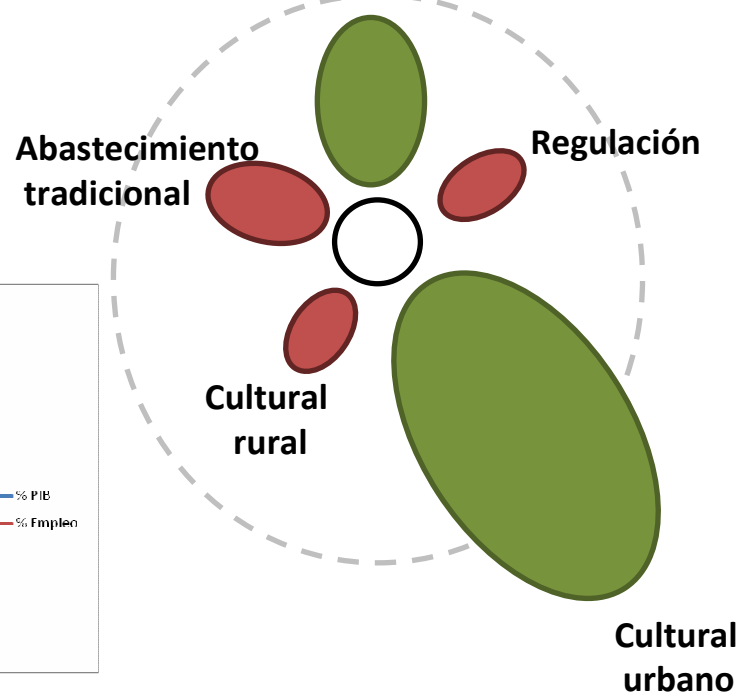 Abastecimiento
tradicional
Regulación
Cultural
rural
% PIB
% Empleo
Cultural
urbano